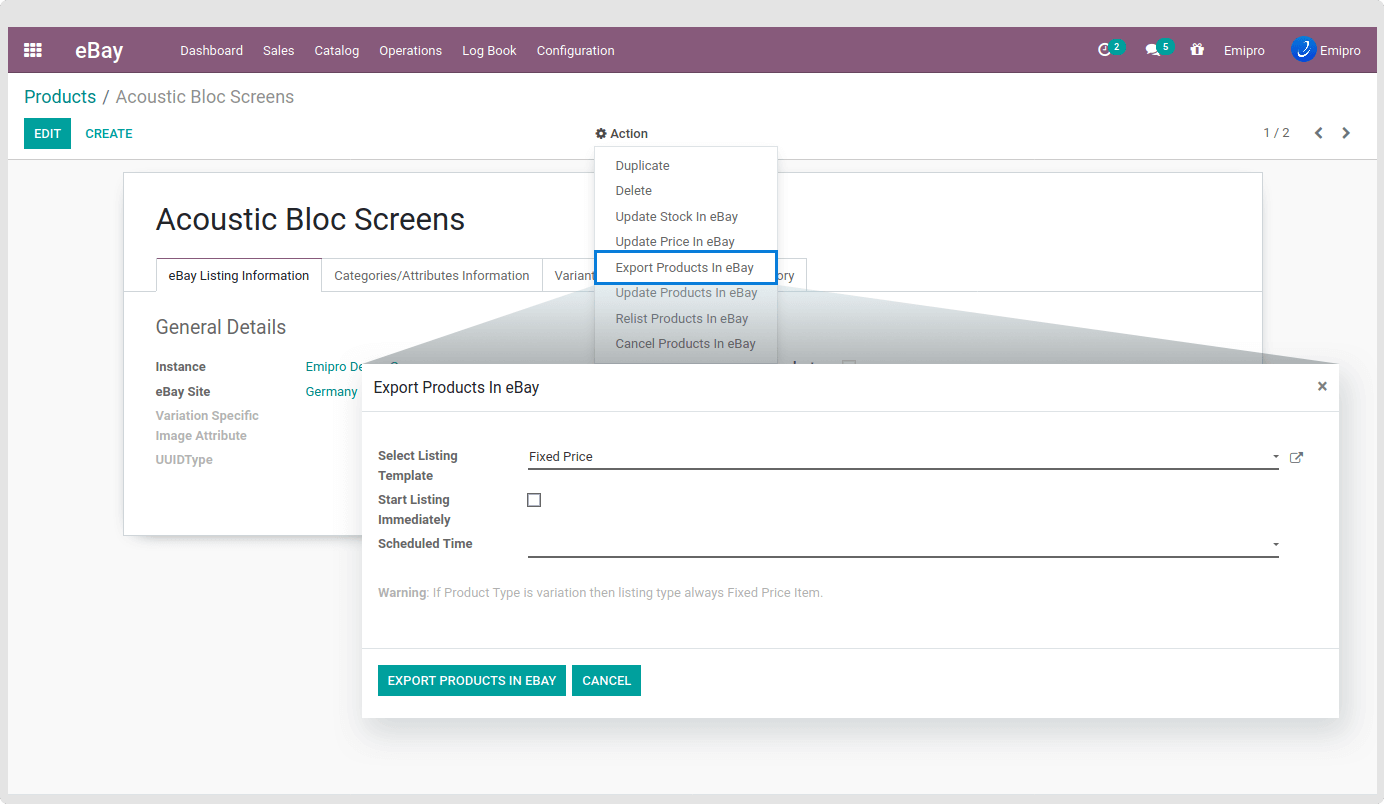 eBay Dashboard Sales Catalog Operations Log Book Configuration 2 5 Emipro Emipro
Products / Acoustic Bloc Screens
EDIT CREATE Action 1 / 2
Duplicate
Delete
Update Stock In eBay
Update Price In eBay
Export Products In eBay
Update Products In eBay
Relist Products In eBay
Cancel Products In eBay
Acoustic Bloc Screens
eBay Listing Information Categories/Attributes Information
General Details
Instance Emipro
eBay Site Germany
Variation Specific
Image Attribute
UUIDType
Export Products In eBay ×
Select Listing Fixed Price
Template
Start Listing
Immediately
Scheduled Time
Warning: If Product Type is variation then listing type always Fixed Price Item.
EXPORT PRODUCTS IN EBAY CANCEL